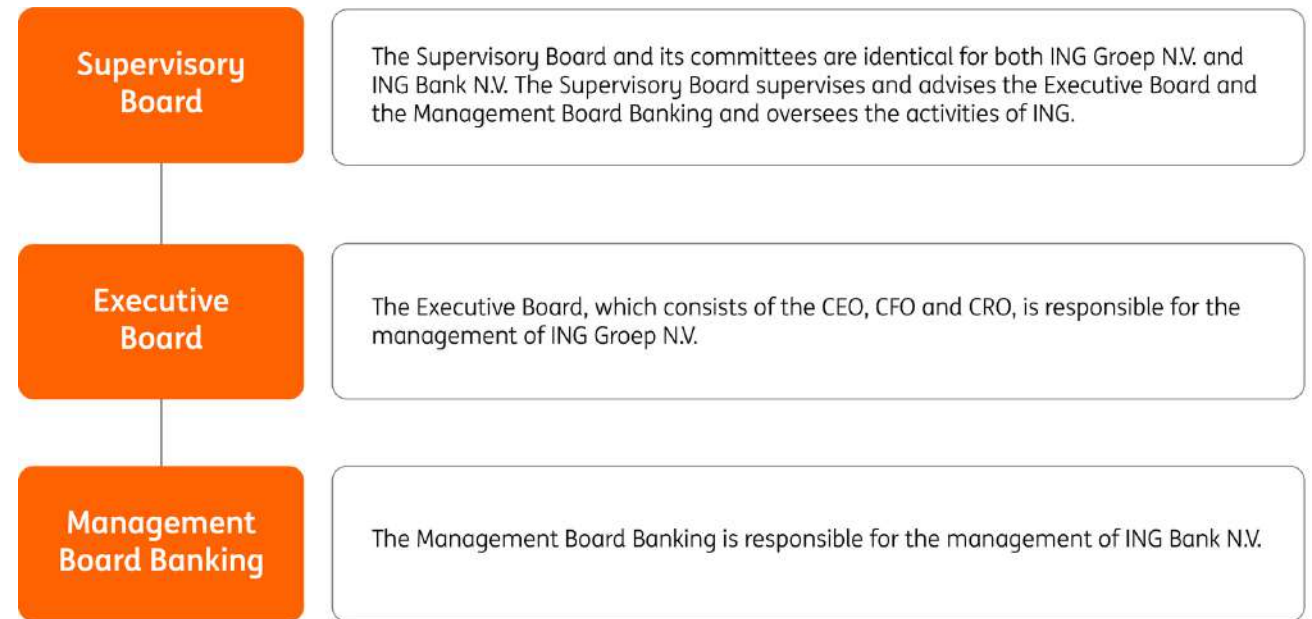 Supervisory
Board
The Supervisory Board and its committees are identical for both ING Groep N.V. and
ING Bank N.V. The Supervisory Board supervises and advises the Executive Board and
the Management Board Banking and oversees the activities of ING.
Executive
Board
The Executive Board, which consists of the CEO, CFO and CRO, is responsible for the
management of ING Groep N.V.
Management
Board Banking
The Management Board Banking is responsible for the management of ING Bank N.V.